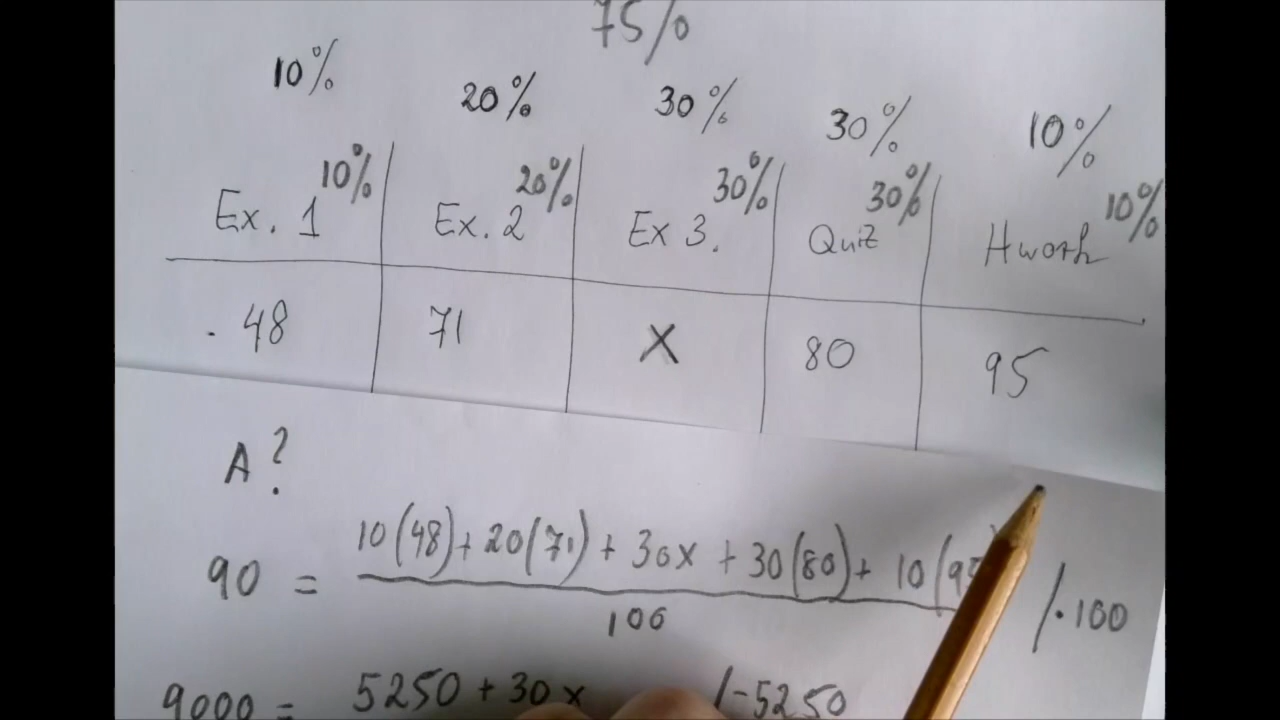 75%
10% 20% 30% 30% 10%
10% 20% 30% 30% 10%
Ex. 1 Ex. 2 Ex 3. Quiz Hwork
48 71 X 80 95
A?
90 = 10(48) + 20(71) + 30x + 30(80) + 10(95 /·100
100
9000 = 5250 + 30x /-5250